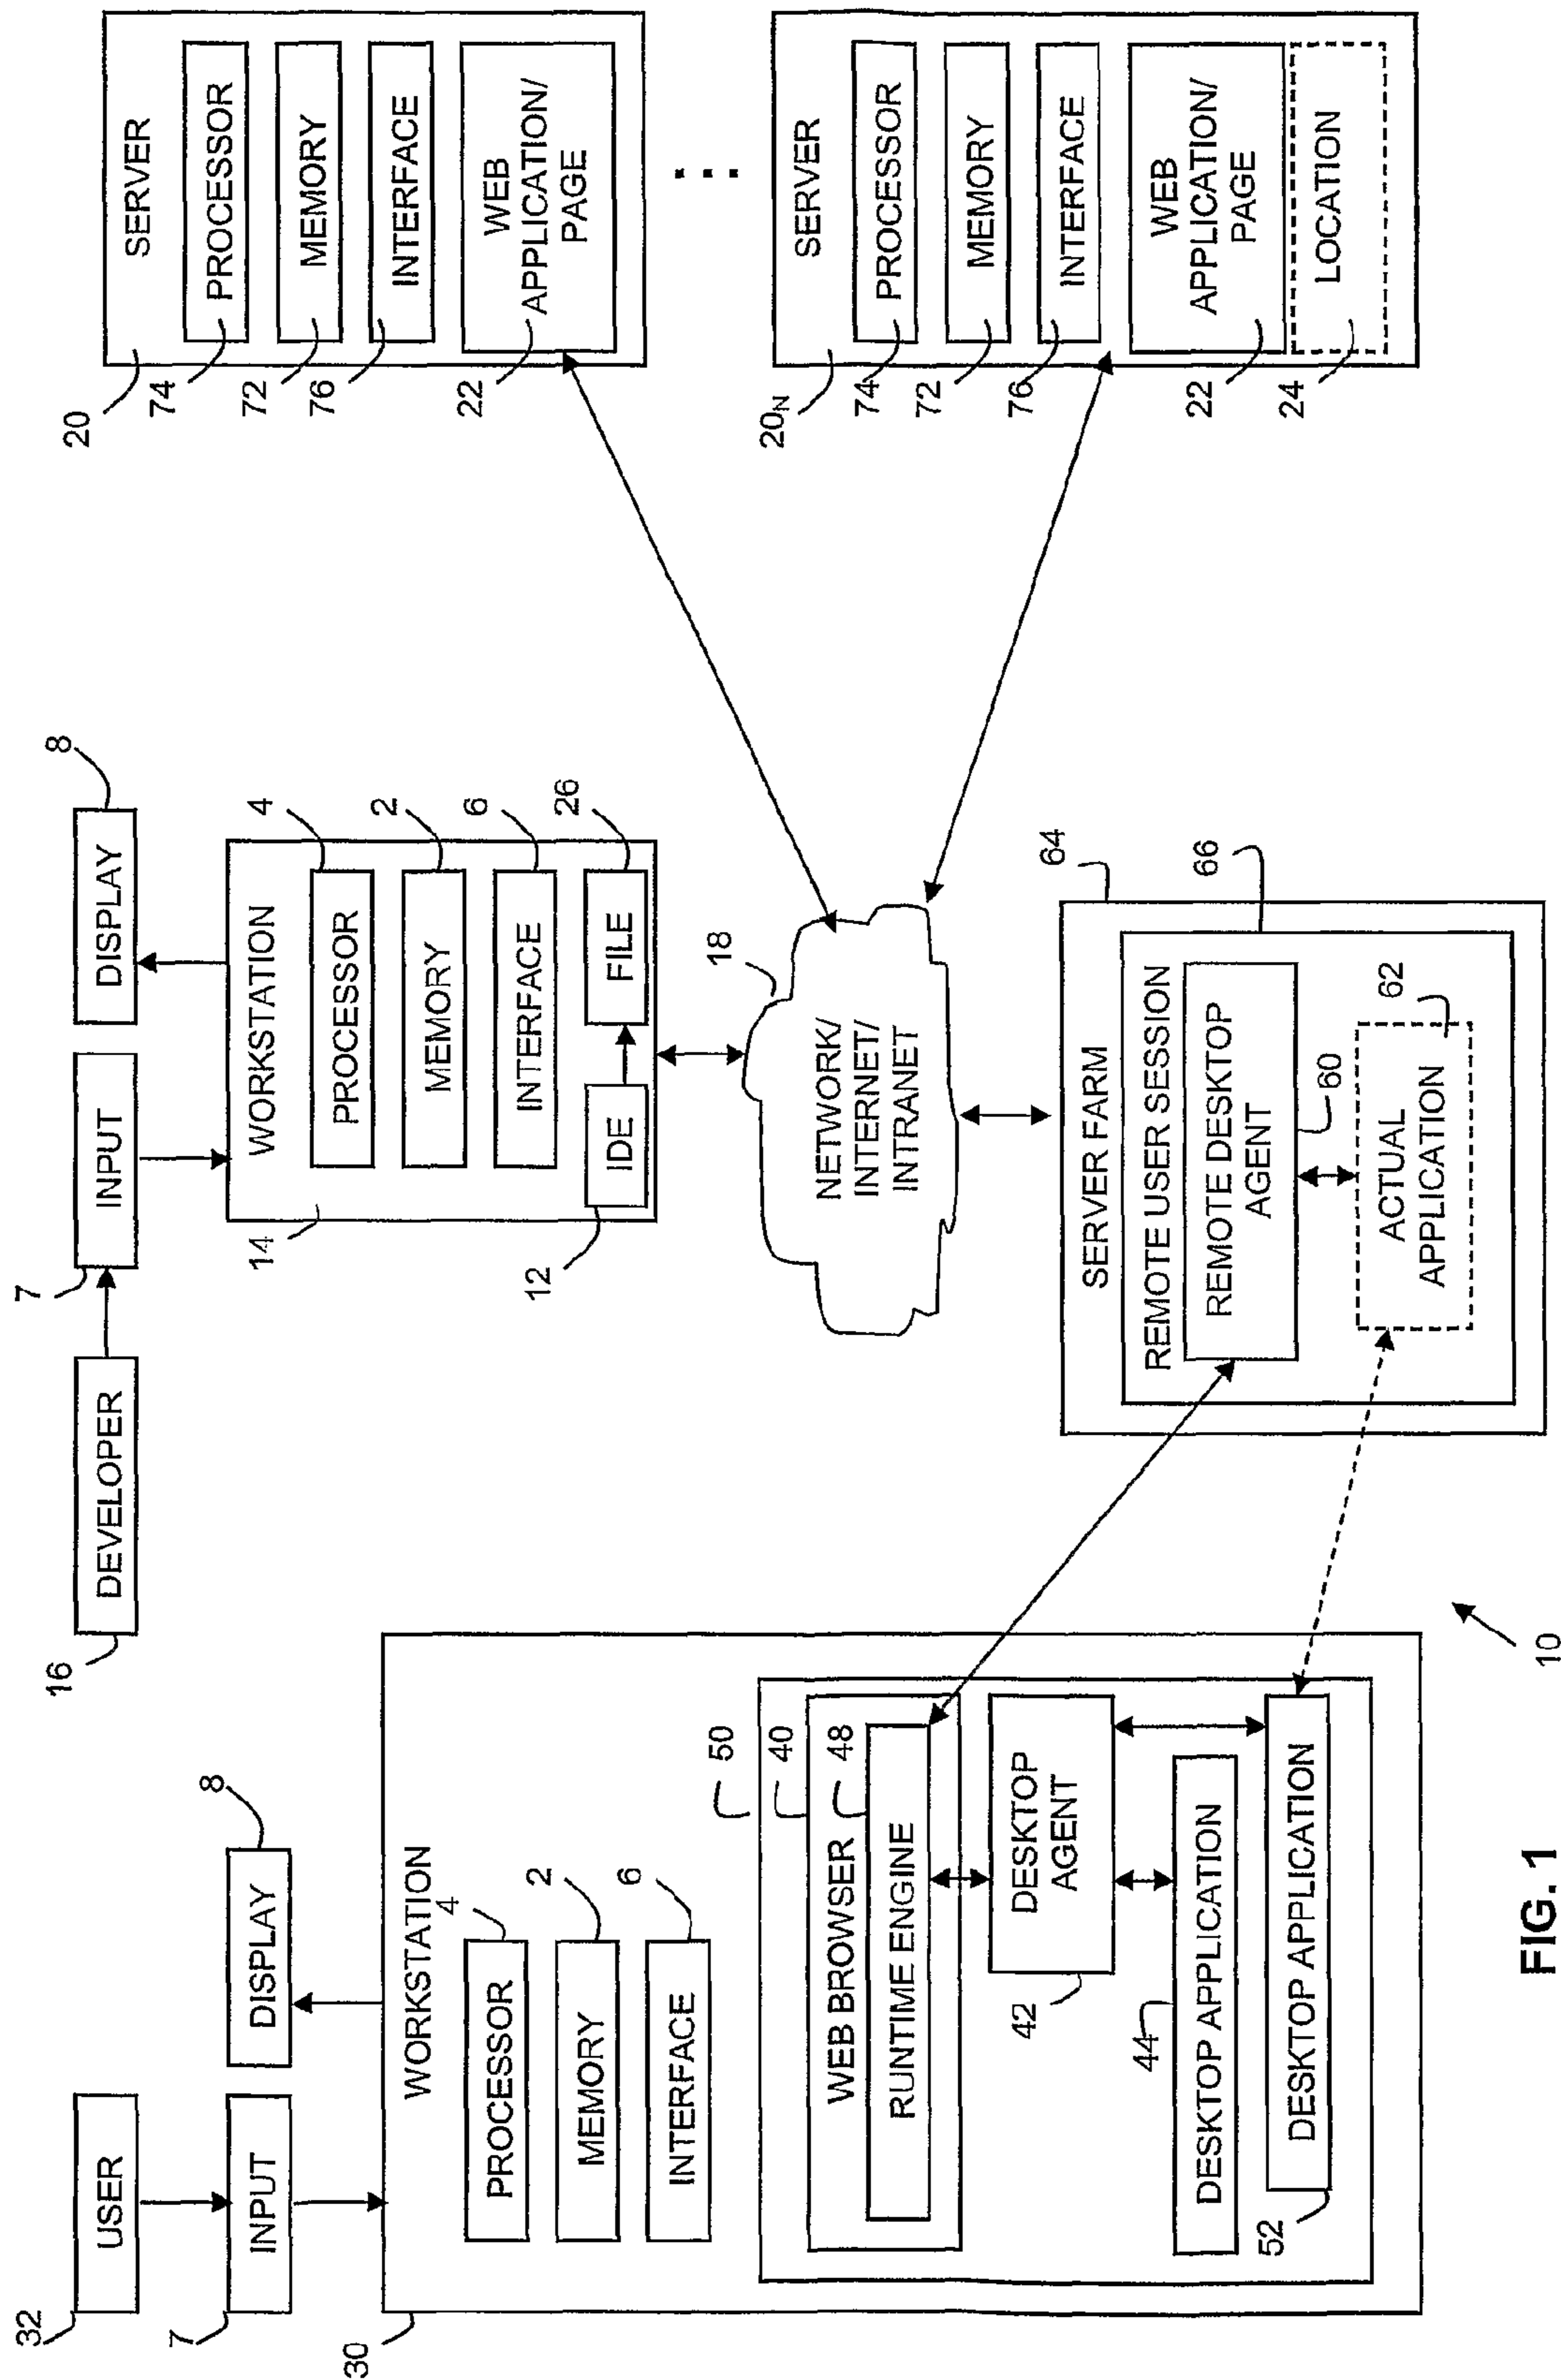 32
USER
7
INPUT
DISPLAY
8
30
WORKSTATION
PROCESSOR
4
MEMORY
2
INTERFACE
6
50
40
WEB BROWSER
48
RUNTIME ENGINE
DESKTOP
AGENT
42
44
DESKTOP APPLICATION
52
DESKTOP APPLICATION
10
16
DEVELOPER
7
INPUT
DISPLAY
8
14
WORKSTATION
PROCESSOR
4
MEMORY
2
INTERFACE
6
12
IDE
FILE
26
NETWORK/
INTERNET/
INTRANET
18
SERVER FARM
64
REMOTE USER SESSION
66
REMOTE DESKTOP
AGENT
60
ACTUAL
APPLICATION
62
20
SERVER
74
PROCESSOR
72
MEMORY
76
INTERFACE
22
WEB
APPLICATION/
PAGE
20N
SERVER
74
PROCESSOR
72
MEMORY
76
INTERFACE
22
WEB
APPLICATION/
PAGE
24
LOCATION
FIG. 1